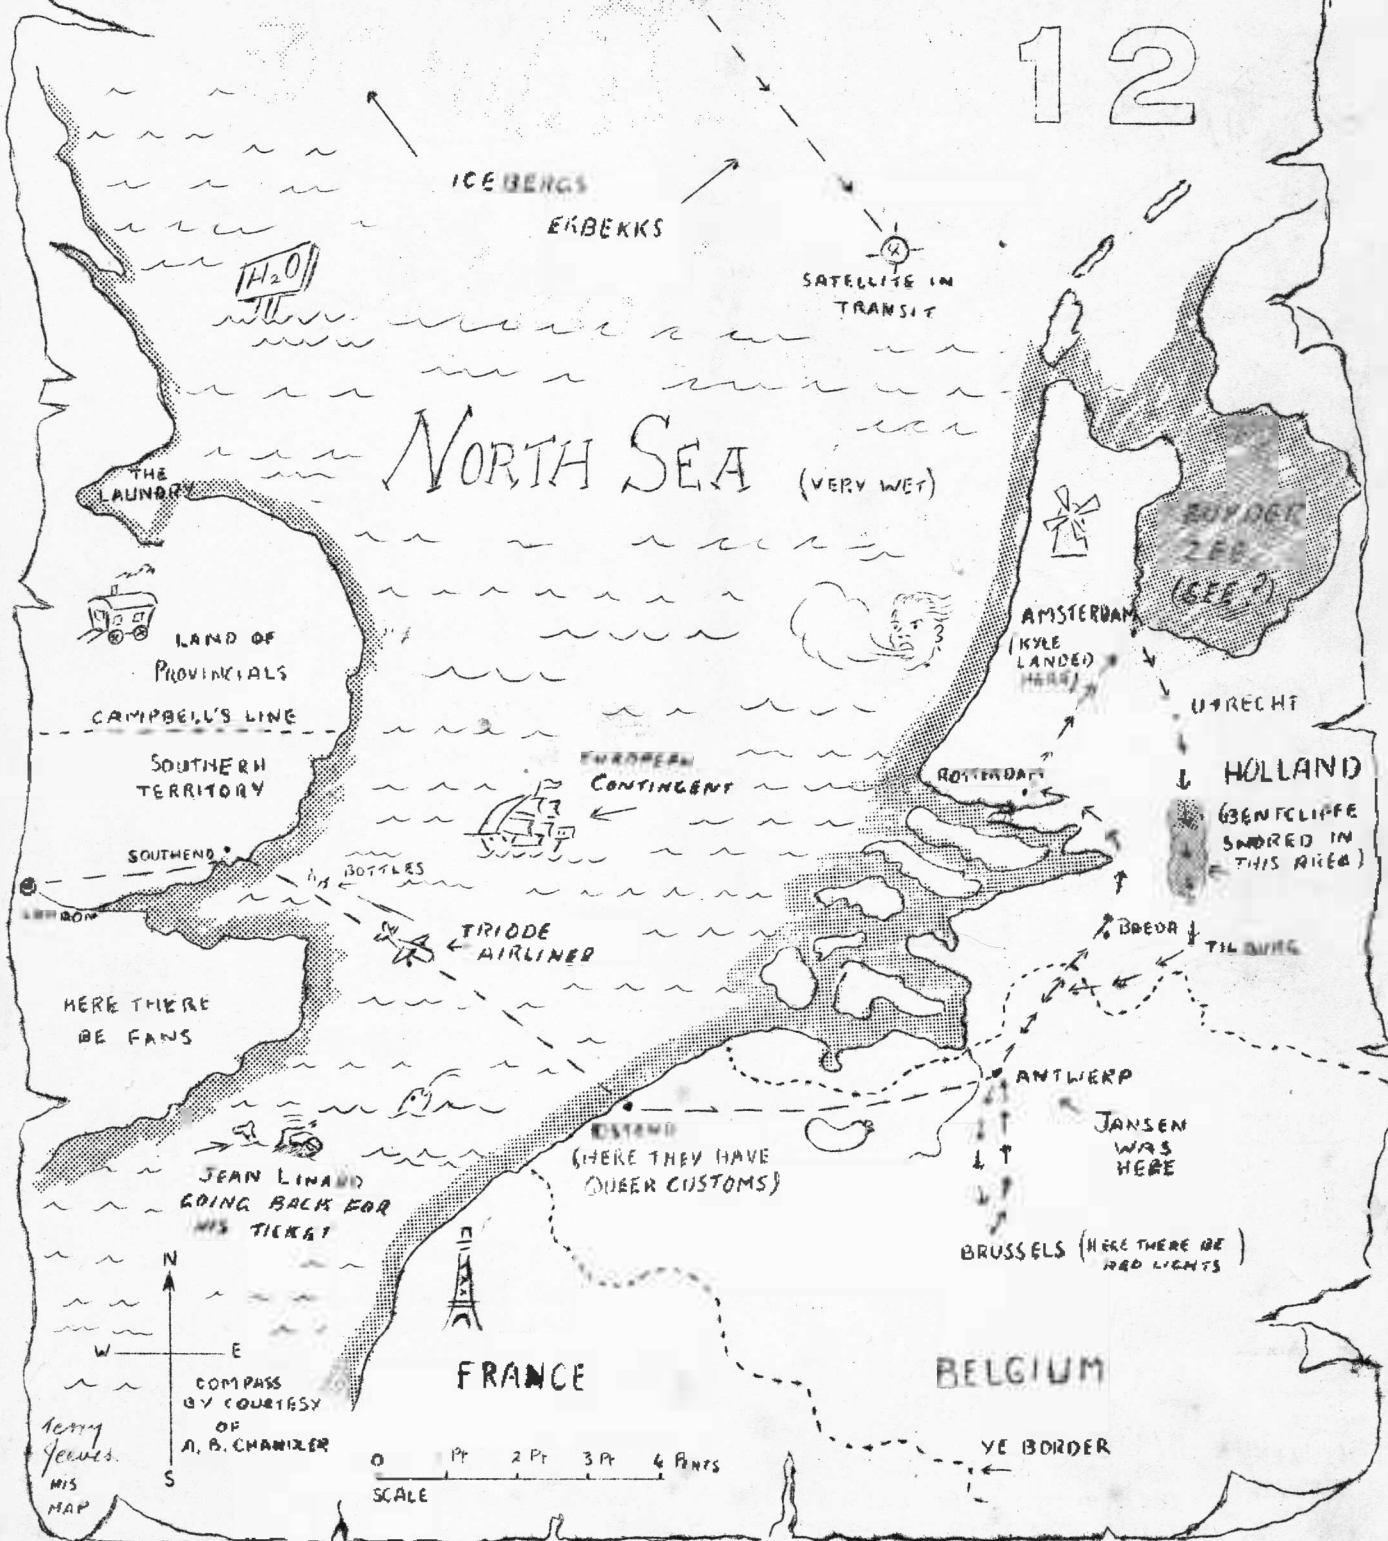 12
ICEBERGS
ERBEKKS
H2O
SATELLITE IN
TRANSIT
NORTH SEA (VERY WET)
THE
LAUNDRY
ZUYDER
ZEE
(SEE?)
LAND OF
PROVINCIALS
CAMPBELL'S LINE
SOUTHERN
TERRITORY
AMSTERDAM
(KYLE
LANDED
HERE)
UTRECHT
EUROPEAN
CONTINGENT
ROTTERDAM
HOLLAND
(BENTCLIFFE
SNORED IN
THIS AREA)
SOUTHEND
BOTTLES
LONDON
TRIODE
AIRLINER
BREDA
TILBURG
HERE THERE
BE FANS
ANTWERP
JANSEN
WAS
HERE
OSTEND
(HERE THEY HAVE
QUEER CUSTOMS)
JEAN LINARD
GOING BACK FOR
HIS TICKET
BRUSSELS (HERE THERE BE
RED LIGHTS)
N
W E
S
COMPASS
BY COURTESY
OF
A. B. CHANDLER
FRANCE
BELGIUM
YE BORDER
Terry
Jeeves.
HIS
MAP
0 1 Pt 2 Pt 3 Pt 4 PINTS
SCALE